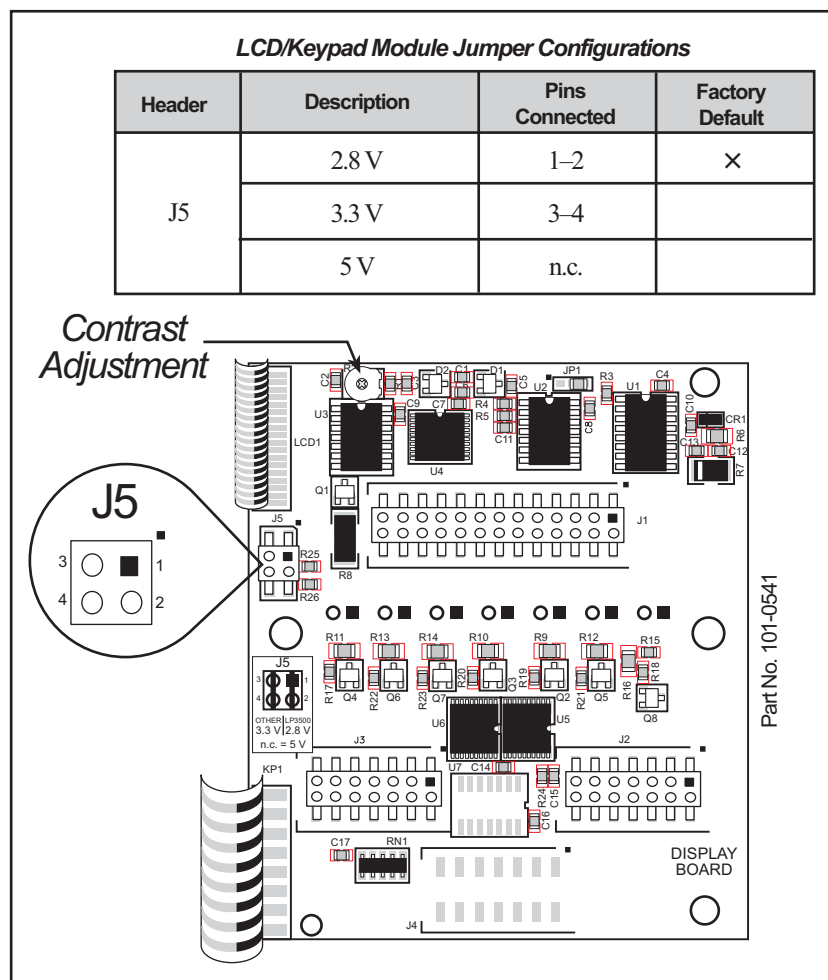 LCD/Keypad Module Jumper Configurations
Header Description Pins Connected Factory Default
J5
2.8 V 1–2 ×
3.3 V 3–4
5 V n.c.
Contrast
Adjustment
C2
D2 C1 D1
C5
JP1
R3 U1 C4
U2
U3
C9
C7
R4
R5
C11
C8
C10
CR1
R6
C13 C12
R7
LCD1
U4
Q1
J5
3 1
4 2
J5
R25
R26
R8
J1
R11 R13 R14 R10 R9 R12 R15
R17 R22 R23 R20 R19 R21 R16 R18
Q4 Q6 Q7 Q3 Q2 Q5 Q8
J5
3 1
4 2
OTHER LP3500
3.3 V 2.8 V
n.c. = 5 V
U6 U5
J3 J2
KP1
U7 C14
R24 C15
C16
C17 RN1
J4
DISPLAY
BOARD
Part No. 101-0541